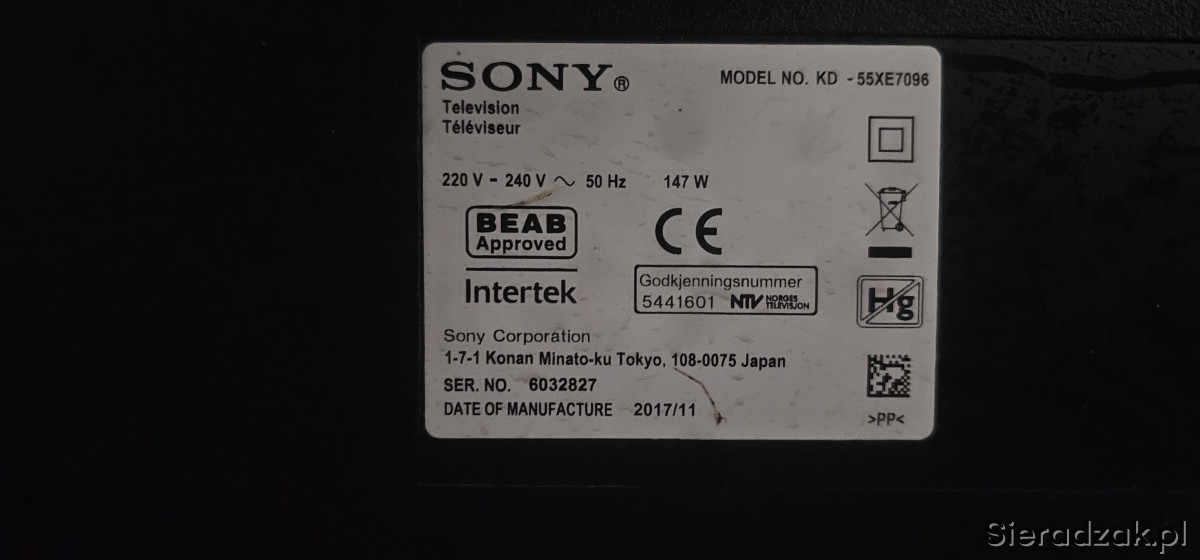 SONY®
MODEL NO. KD - 55XE7096
Television
Téléviseur
220 V - 240 V ~ 50 Hz 147 W
BEAB
Approved
CE
Intertek
Godkjenningsnummer
5441601 NTV NORGES TELEVISJON
Hg
Sony Corporation
1-7-1 Konan Minato-ku Tokyo, 108-0075 Japan
SER. NO. 6032827
DATE OF MANUFACTURE 2017/11
>PP<
Sieradzak.pl